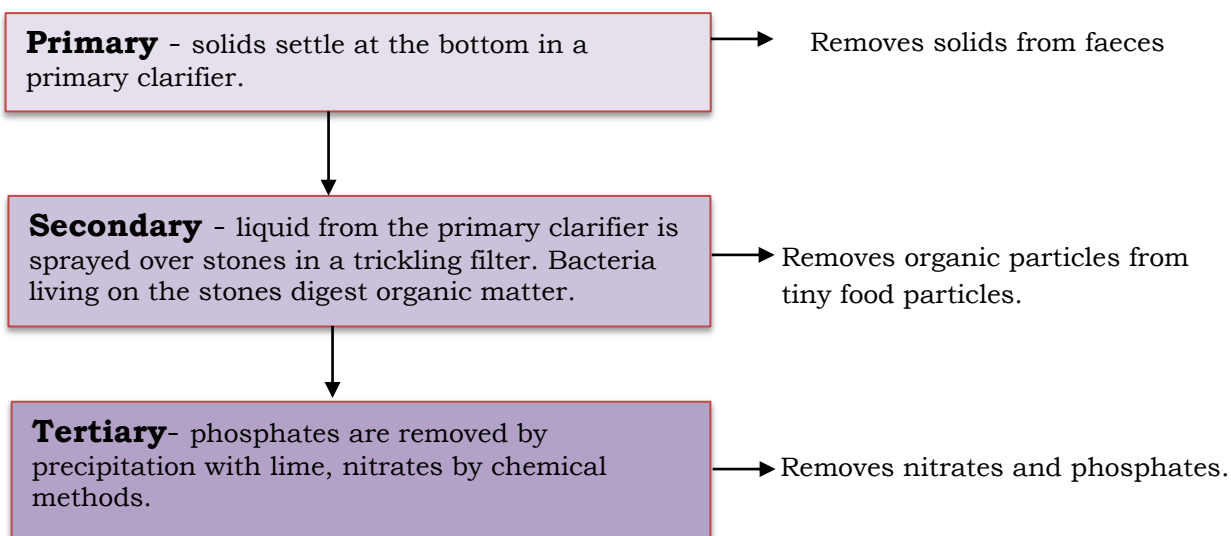 Primary - solids settle at the bottom in a
primary clarifier.
Removes solids from faeces
Secondary - liquid from the primary clarifier is
sprayed over stones in a trickling filter. Bacteria
living on the stones digest organic matter.
Removes organic particles from
tiny food particles.
Tertiary- phosphates are removed by
precipitation with lime, nitrates by chemical
methods.
Removes nitrates and phosphates.